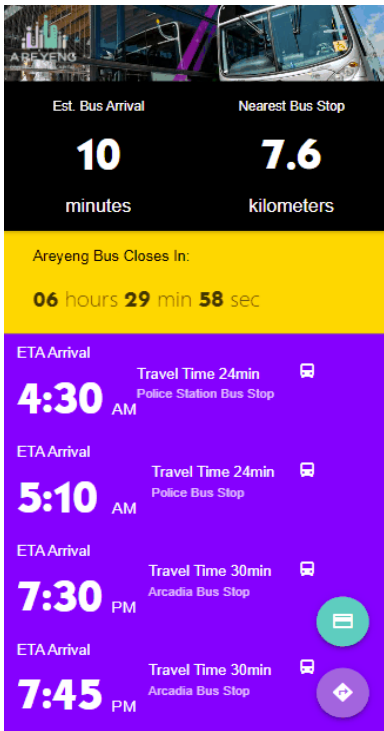 AREYENG
Est. Bus Arrival
Nearest Bus Stop
10
7.6
minutes
kilometers
Areyeng Bus Closes In:
06 hours 29 min 58 sec
ETA Arrival
Travel Time 24min
4:30 AM
Police Station Bus Stop
ETA Arrival
Travel Time 24min
5:10 AM
Police Bus Stop
ETA Arrival
Travel Time 30min
7:30 PM
Arcadia Bus Stop
ETA Arrival
Travel Time 30min
7:45 PM
Arcadia Bus Stop